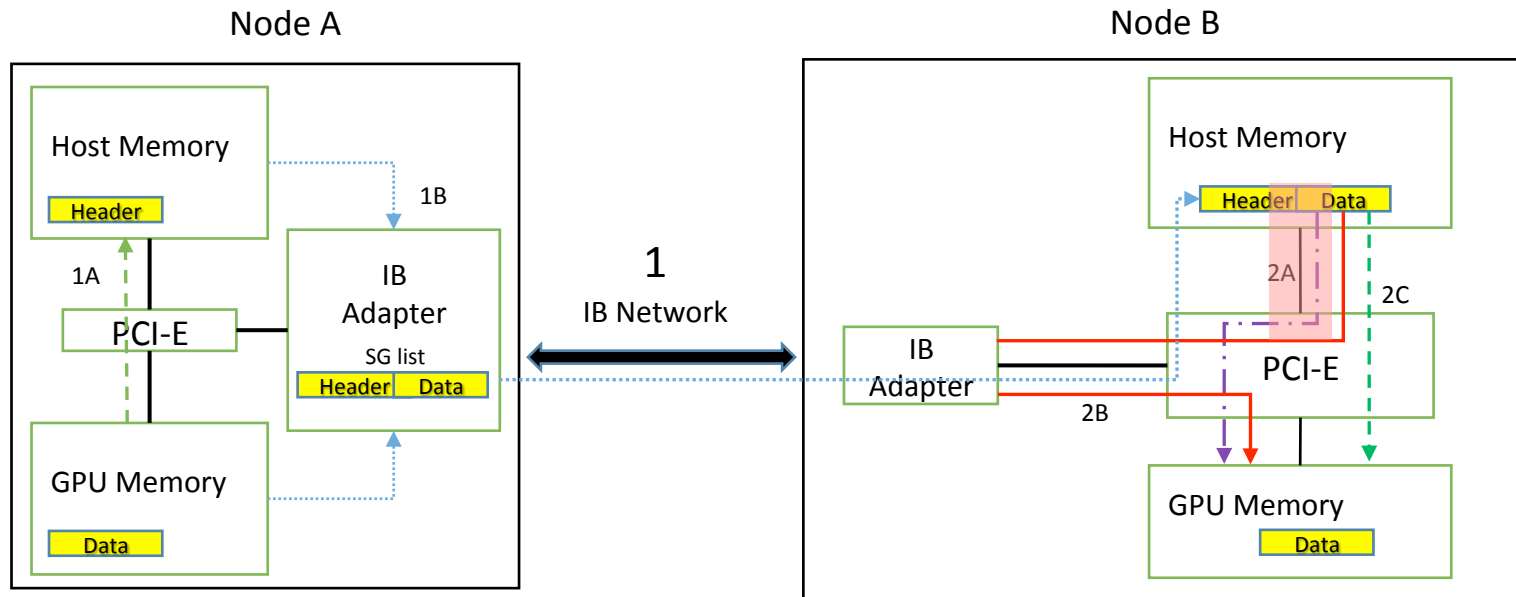 Node A
Node B
Host Memory
Header
1A
1B
PCI-E
IB
Adapter
SG list
Header
Data
GPU Memory
Data
1
IB Network
Host Memory
Header
Data
2A
2C
IB
Adapter
PCI-E
2B
GPU Memory
Data